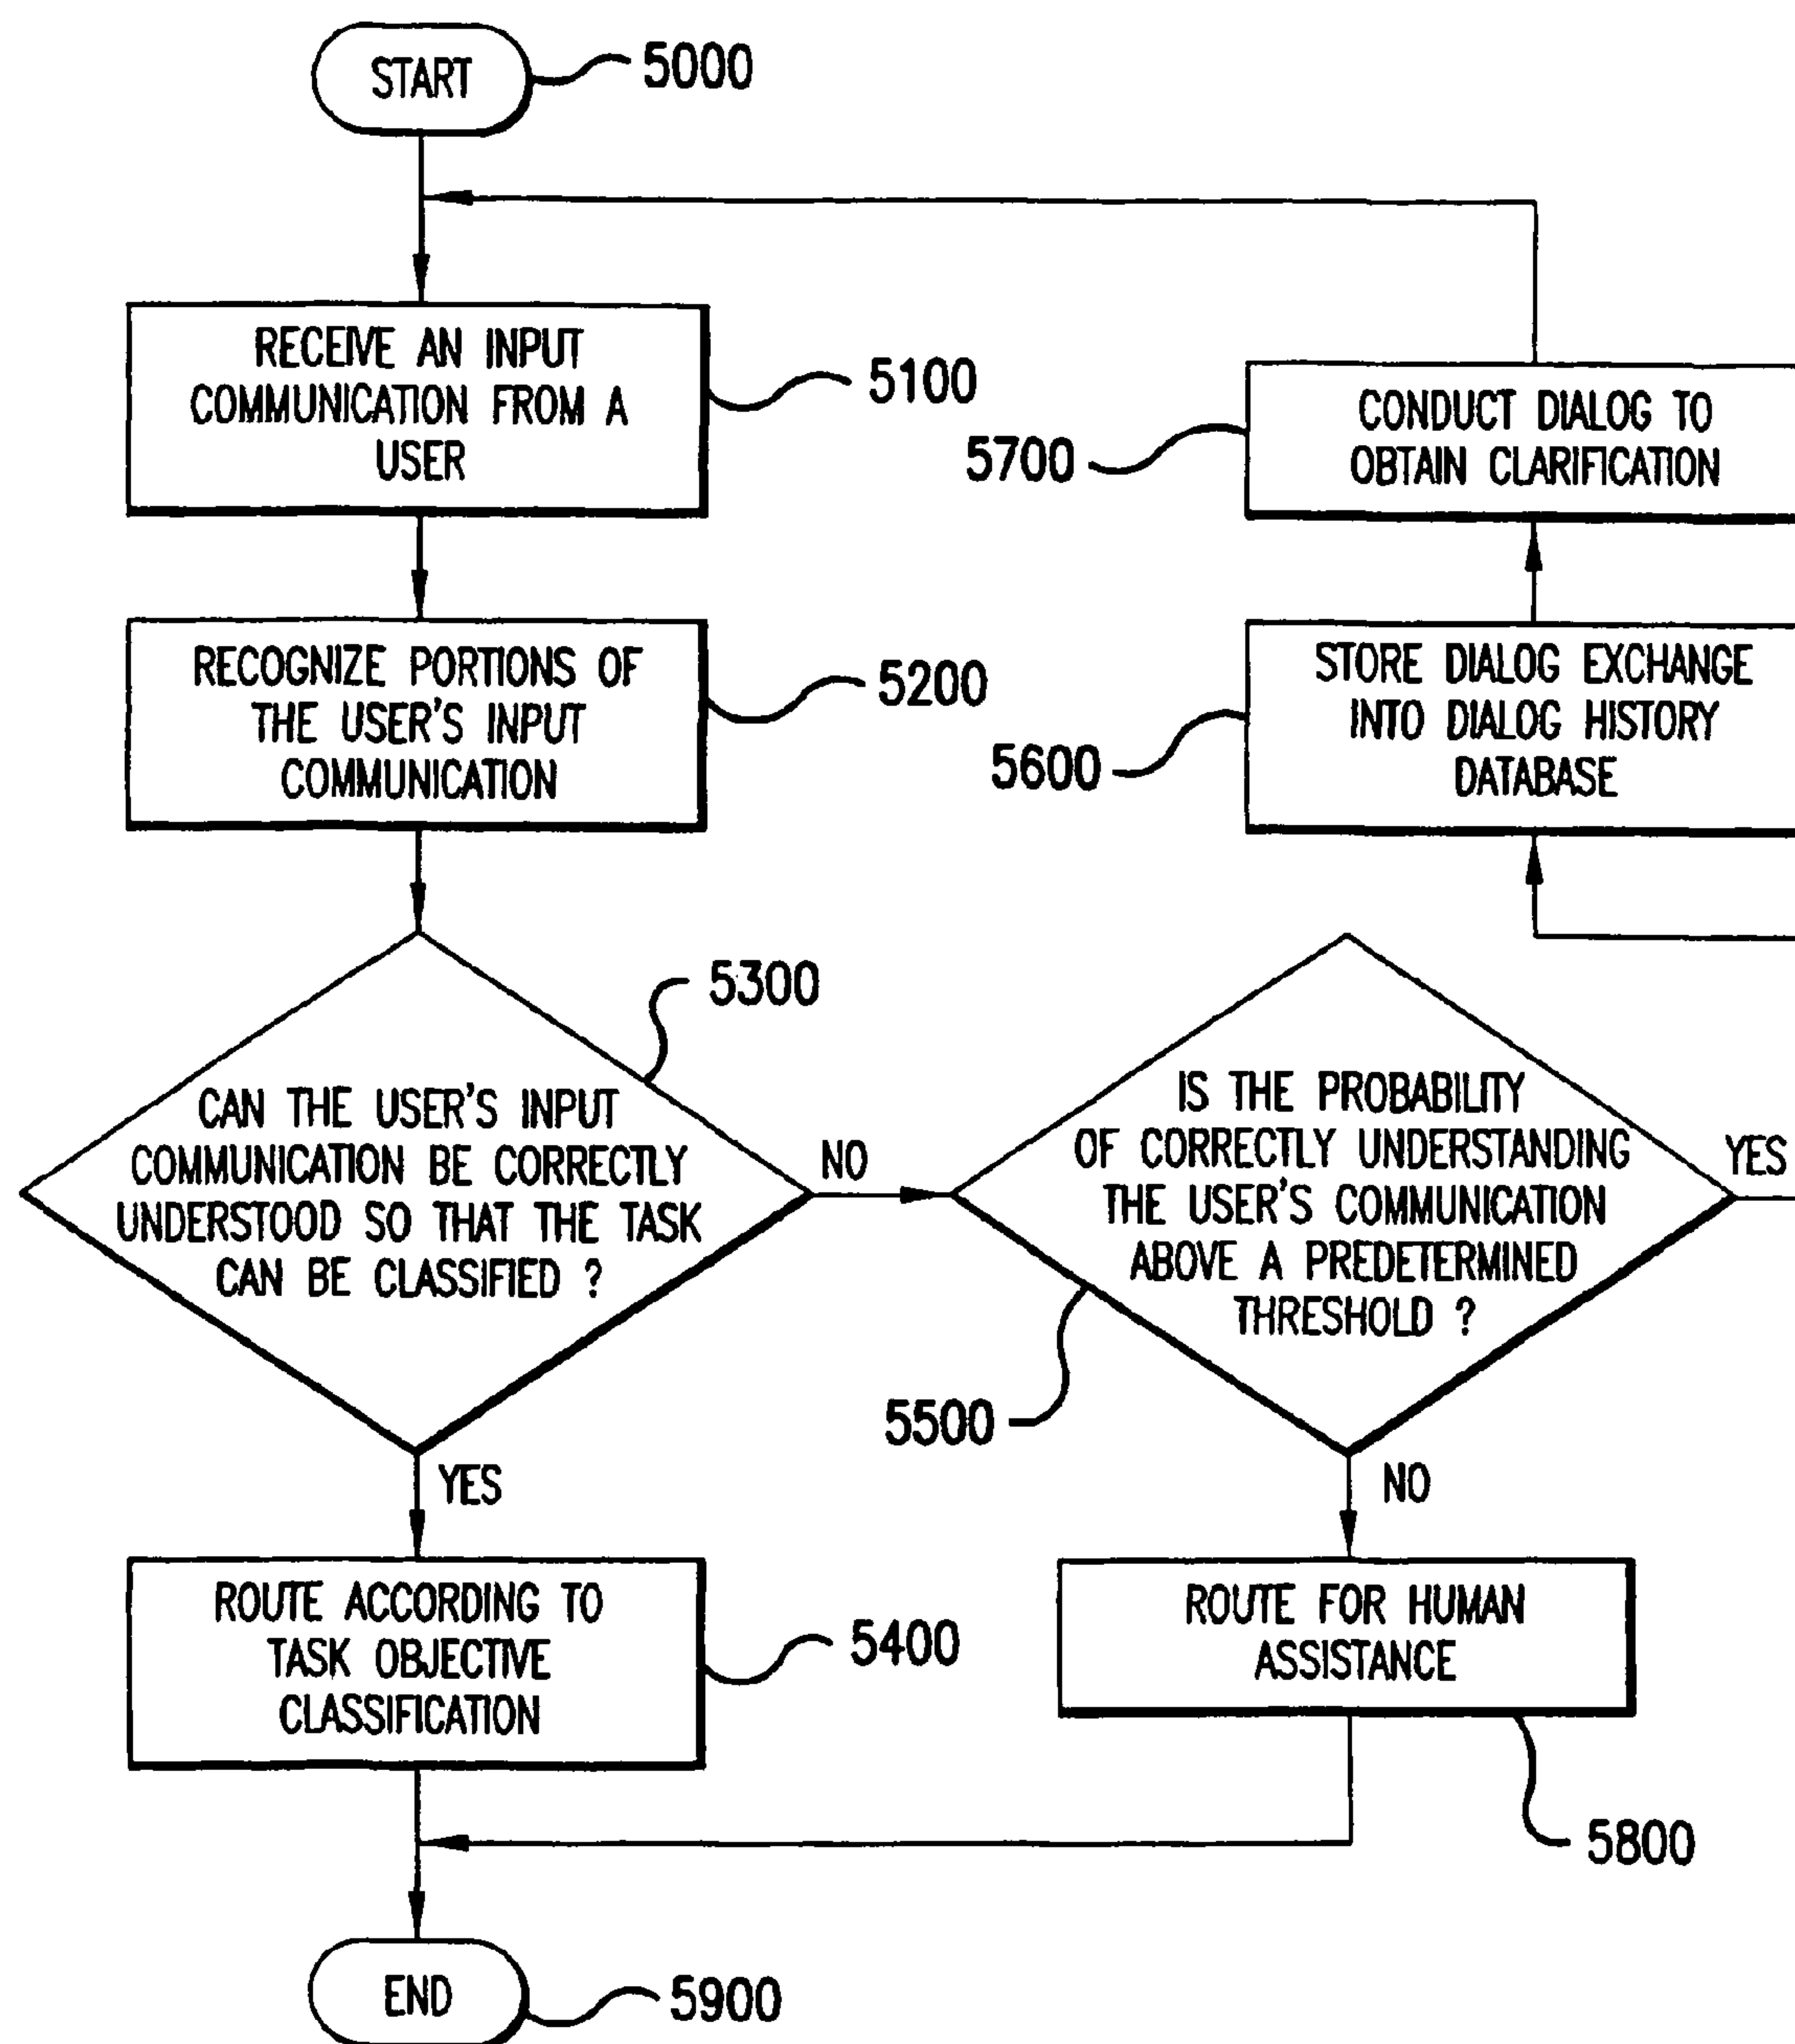 START
5000
RECEIVE AN INPUT
COMMUNICATION FROM A
USER
5100
RECOGNIZE PORTIONS OF
THE USER'S INPUT
COMMUNICATION
5200
CAN THE USER'S INPUT
COMMUNICATION BE CORRECTLY
UNDERSTOOD SO THAT THE TASK
CAN BE CLASSIFIED ?
5300
NO
YES
ROUTE ACCORDING TO
TASK OBJECTIVE
CLASSIFICATION
5400
IS THE PROBABILITY
OF CORRECTLY UNDERSTANDING
THE USER'S COMMUNICATION
ABOVE A PREDETERMINED
THRESHOLD ?
5500
YES
NO
STORE DIALOG EXCHANGE
INTO DIALOG HISTORY
DATABASE
5600
CONDUCT DIALOG TO
OBTAIN CLARIFICATION
5700
ROUTE FOR HUMAN
ASSISTANCE
5800
END
5900